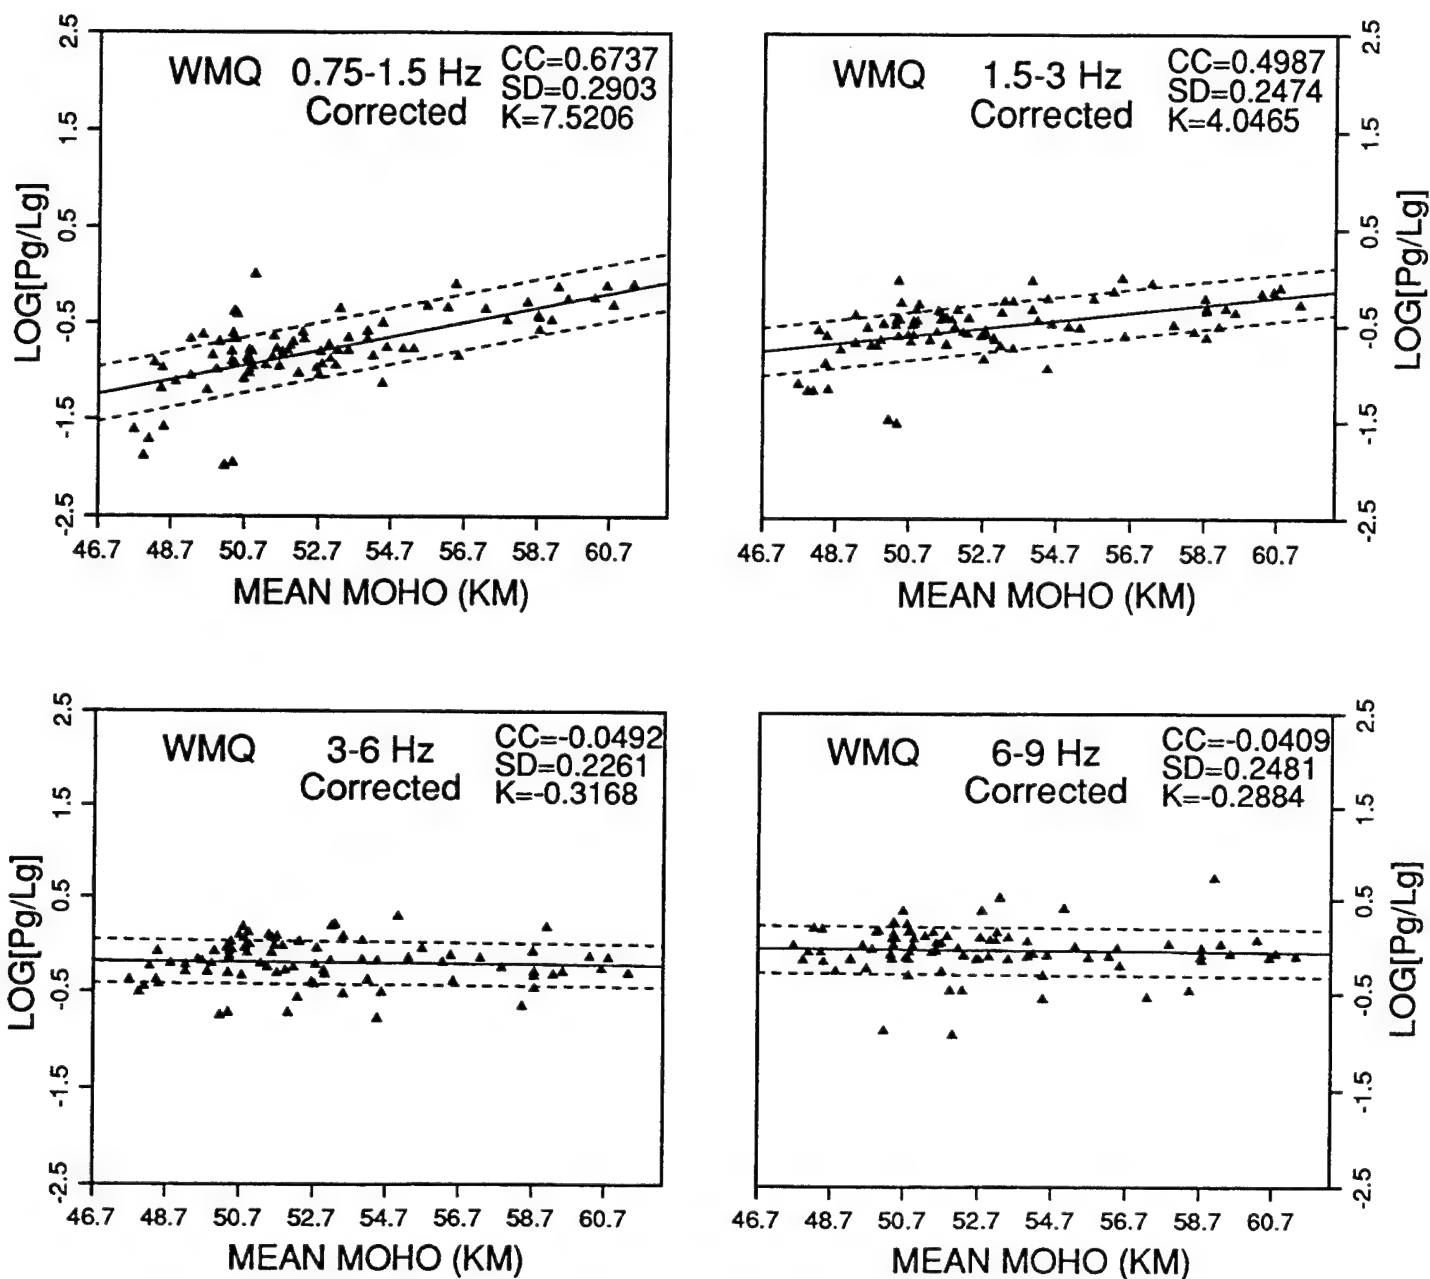 WMQ 0.75-1.5 Hz
Corrected
CC=0.6737
SD=0.2903
K=7.5206
LOG[Pg/Lg]
2.5
1.5
0.5
-0.5
-1.5
-2.5
46.7 48.7 50.7 52.7 54.7 56.7 58.7 60.7
MEAN MOHO (KM)
WMQ 1.5-3 Hz
Corrected
CC=0.4987
SD=0.2474
K=4.0465
LOG[Pg/Lg]
2.5
1.5
0.5
-0.5
-1.5
-2.5
46.7 48.7 50.7 52.7 54.7 56.7 58.7 60.7
MEAN MOHO (KM)
WMQ 3-6 Hz
Corrected
CC=-0.0492
SD=0.2261
K=-0.3168
LOG[Pg/Lg]
2.5
1.5
0.5
-0.5
-1.5
-2.5
46.7 48.7 50.7 52.7 54.7 56.7 58.7 60.7
MEAN MOHO (KM)
WMQ 6-9 Hz
Corrected
CC=-0.0409
SD=0.2481
K=-0.2884
LOG[Pg/Lg]
2.5
1.5
0.5
-0.5
-1.5
-2.5
46.7 48.7 50.7 52.7 54.7 56.7 58.7 60.7
MEAN MOHO (KM)